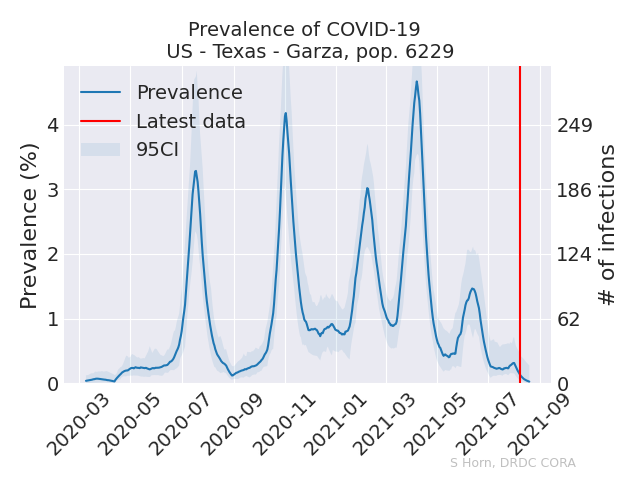 Prevalence of COVID-19
US - Texas - Garza, pop. 6229
Prevalence
Latest data
95CI
Prevalence (%)
4
3
2
1
0
249
186
124
62
0
# of infections
2020-03
2020-05
2020-07
2020-09
2020-11
2021-01
2021-03
2021-05
2021-07
2021-09
S Horn, DRDC CORA